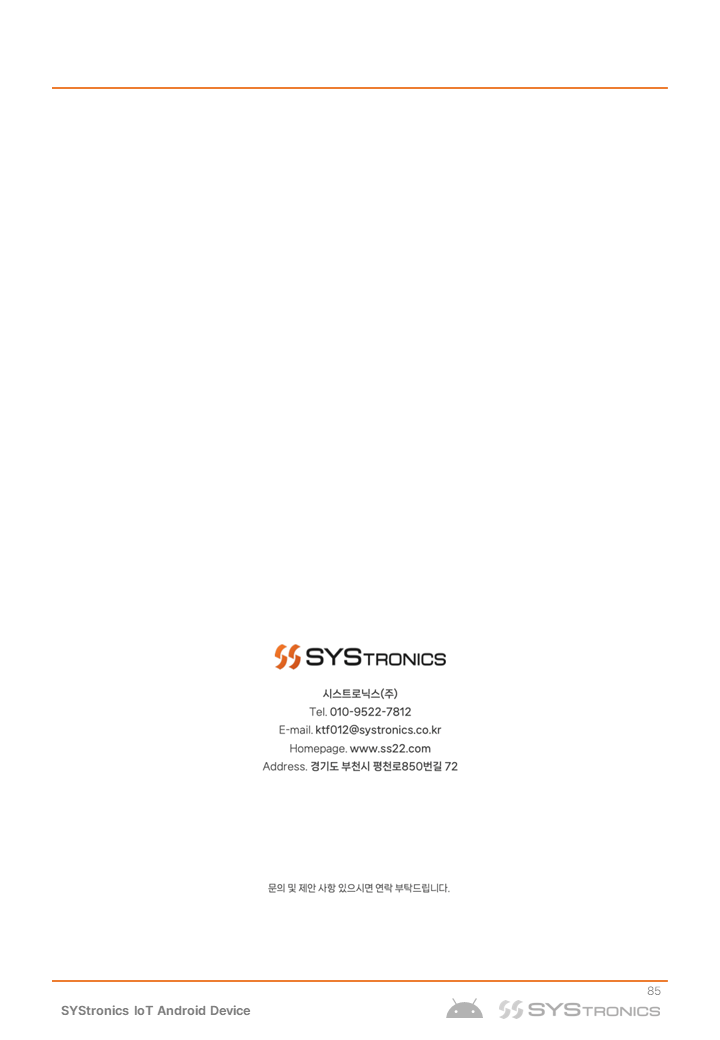 SYSTRONICS
시스트로닉스(주)
Tel. 010-9522-7812
E-mail. ktf012@systronics.co.kr
Homepage. www.ss22.com
Address. 경기도 부천시 평천로850번길 72
문의 및 제안 사항 있으시면 연락 부탁드립니다.
85
SYStronics IoT Android Device
SYSTRONICS